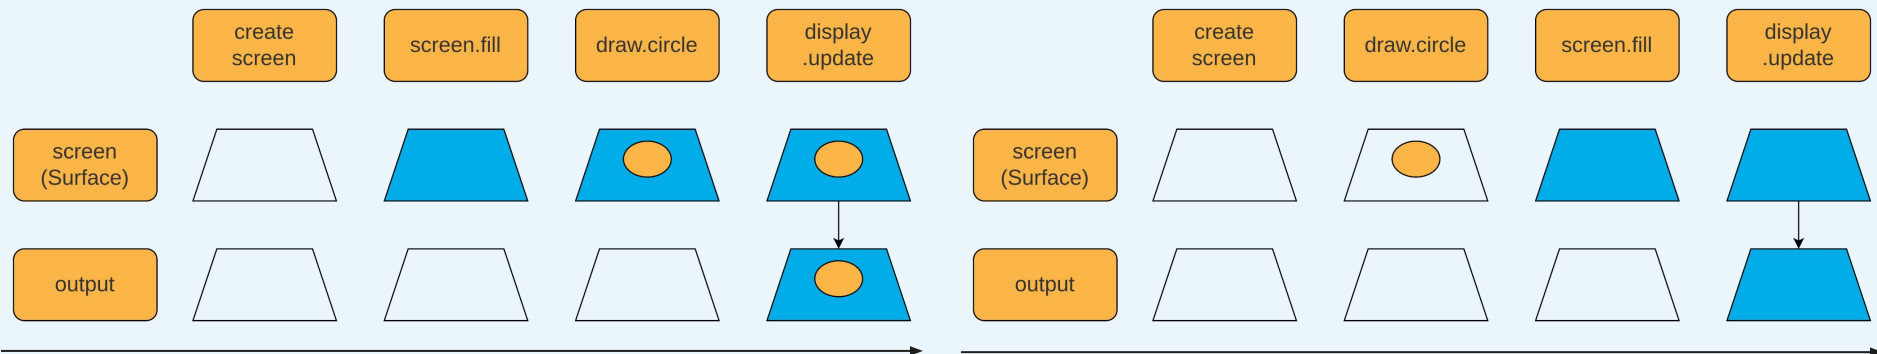 create
screen
screen.fill
draw.circle
display
.update
screen
(Surface)
output
create
screen
draw.circle
screen.fill
display
.update
screen
(Surface)
output